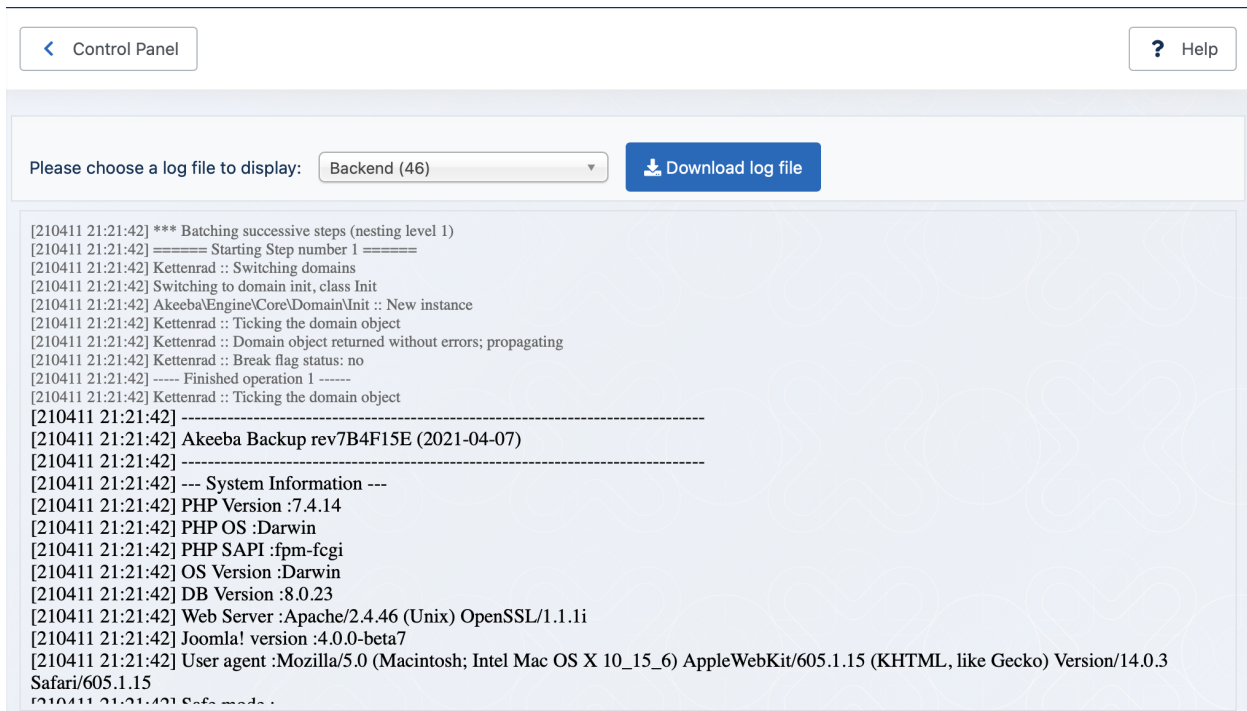 Control Panel
? Help
Please choose a log file to display: Backend (46) Download log file
[210411 21:21:42] *** Batching successive steps (nesting level 1)
[210411 21:21:42] ====== Starting Step number 1 ======
[210411 21:21:42] Kettenrad :: Switching domains
[210411 21:21:42] Switching to domain init, class Init
[210411 21:21:42] Akeeba\Engine\Core\Domain\Init :: New instance
[210411 21:21:42] Kettenrad :: Ticking the domain object
[210411 21:21:42] Kettenrad :: Domain object returned without errors; propagating
[210411 21:21:42] Kettenrad :: Break flag status: no
[210411 21:21:42] ----- Finished operation 1 ------
[210411 21:21:42] Kettenrad :: Ticking the domain object
[210411 21:21:42] --------------------------------------------------------------------------------
[210411 21:21:42] Akeeba Backup rev7B4F15E (2021-04-07)
[210411 21:21:42] --------------------------------------------------------------------------------
[210411 21:21:42] --- System Information ---
[210411 21:21:42] PHP Version :7.4.14
[210411 21:21:42] PHP OS :Darwin
[210411 21:21:42] PHP SAPI :fpm-fcgi
[210411 21:21:42] OS Version :Darwin
[210411 21:21:42] DB Version :8.0.23
[210411 21:21:42] Web Server :Apache/2.4.46 (Unix) OpenSSL/1.1.1i
[210411 21:21:42] Joomla! version :4.0.0-beta7
[210411 21:21:42] User agent :Mozilla/5.0 (Macintosh; Intel Mac OS X 10_15_6) AppleWebKit/605.1.15 (KHTML, like Gecko) Version/14.0.3
Safari/605.1.15
[210411 21:21:42] Safe mode :